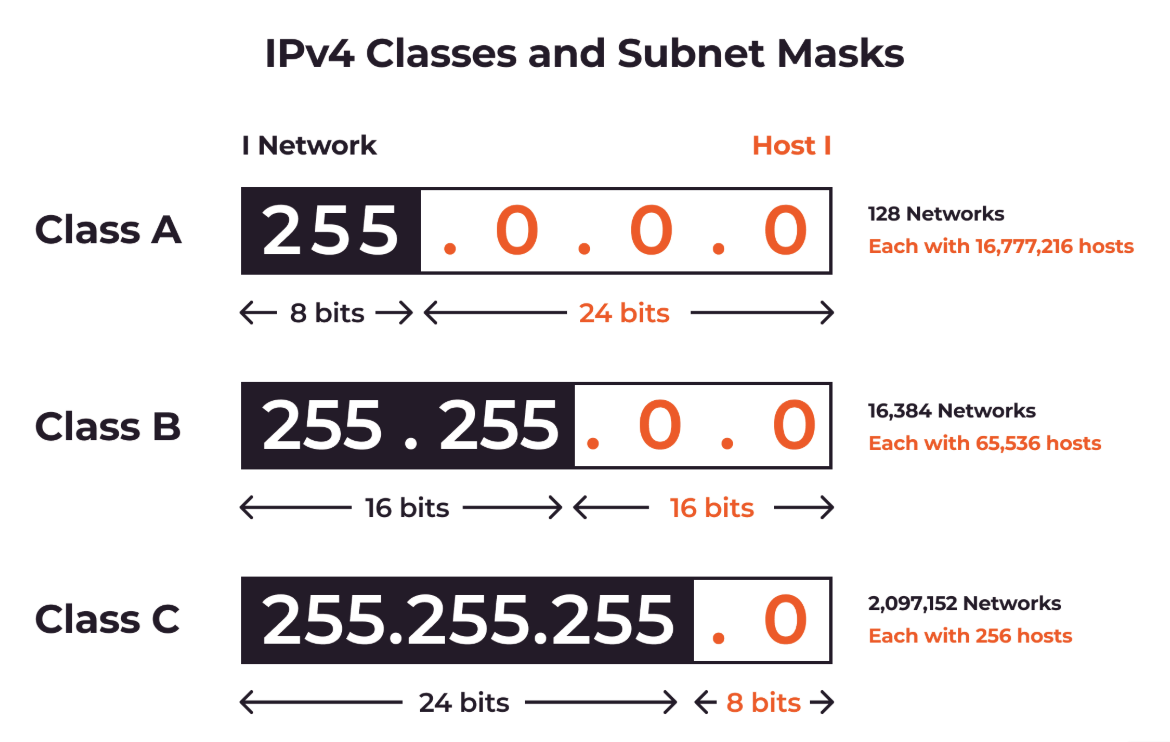 IPv4 Classes and Subnet Masks
I Network
Host I
Class A
255 . 0 . 0 . 0
128 Networks
Each with 16,777,216 hosts
8 bits
24 bits
Class B
255 . 255 . 0 . 0
16,384 Networks
Each with 65,536 hosts
16 bits
16 bits
Class C
255.255.255 . 0
2,097,152 Networks
Each with 256 hosts
24 bits
8 bits